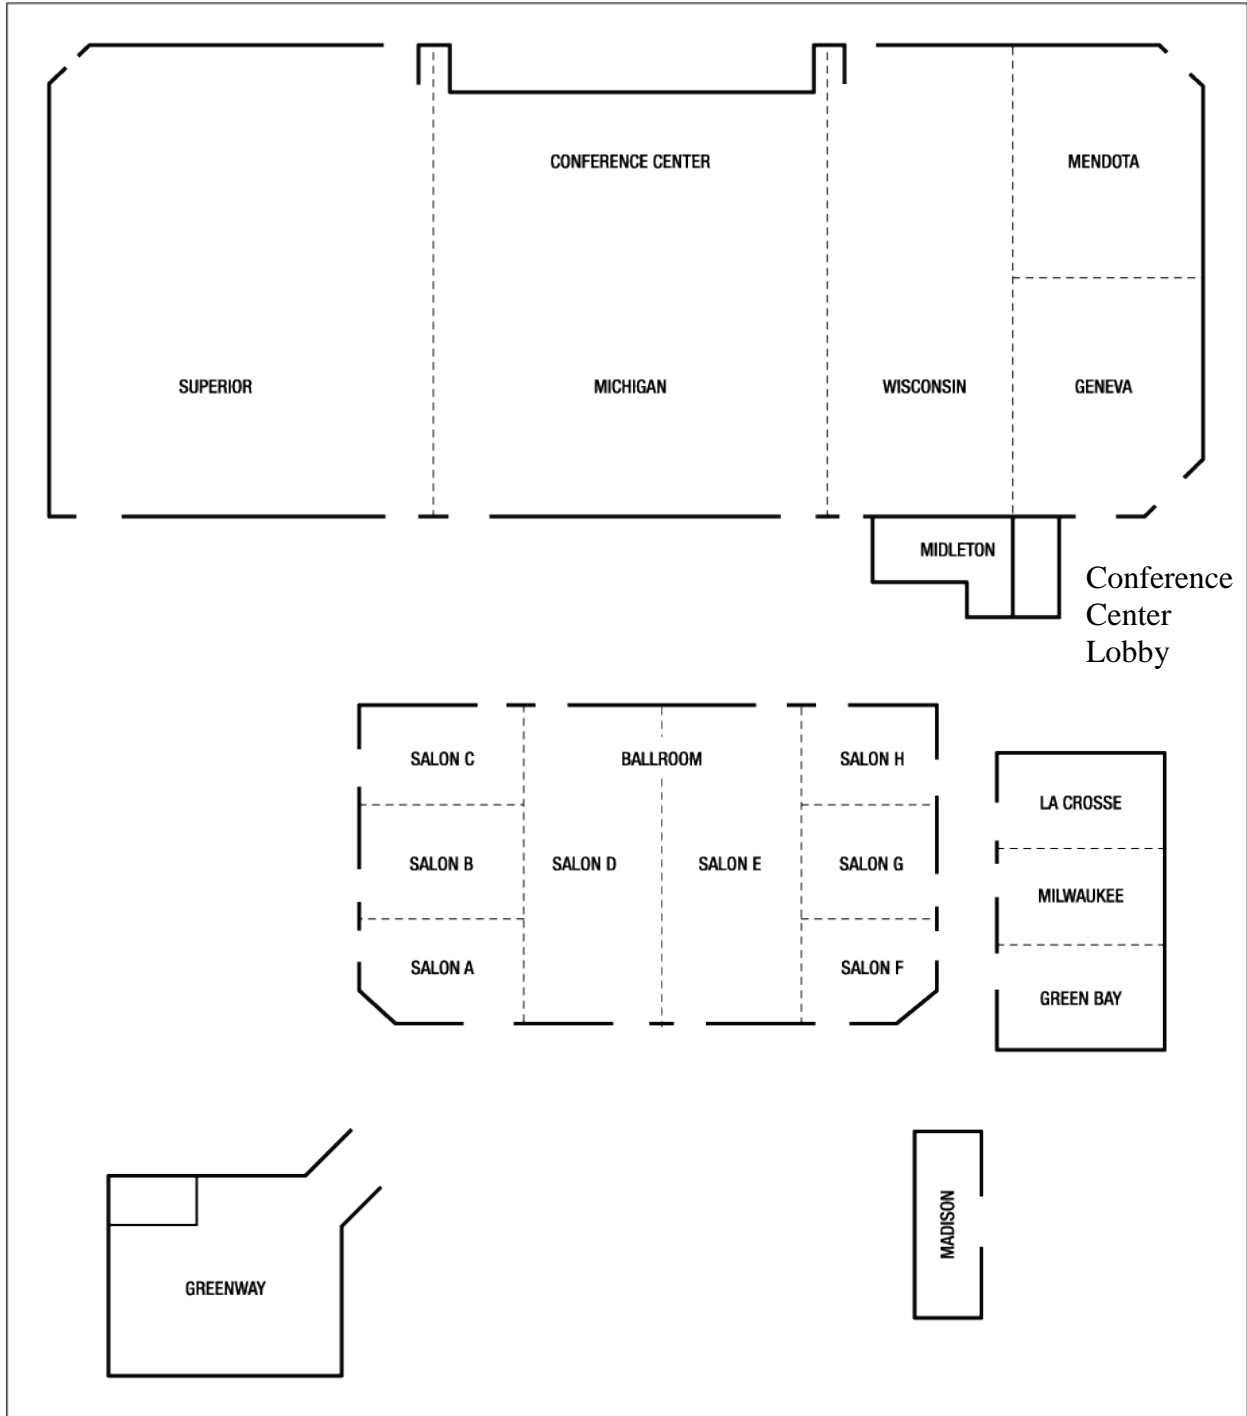 CONFERENCE CENTER
MENDOTA
SUPERIOR
MICHIGAN
WISCONSIN
GENEVA
MIDLETON
Conference
Center
Lobby
SALON C
BALLROOM
SALON H
LA CROSSE
SALON B
SALON D
SALON E
SALON G
MILWAUKEE
SALON A
SALON F
GREEN BAY
MADISON
GREENWAY